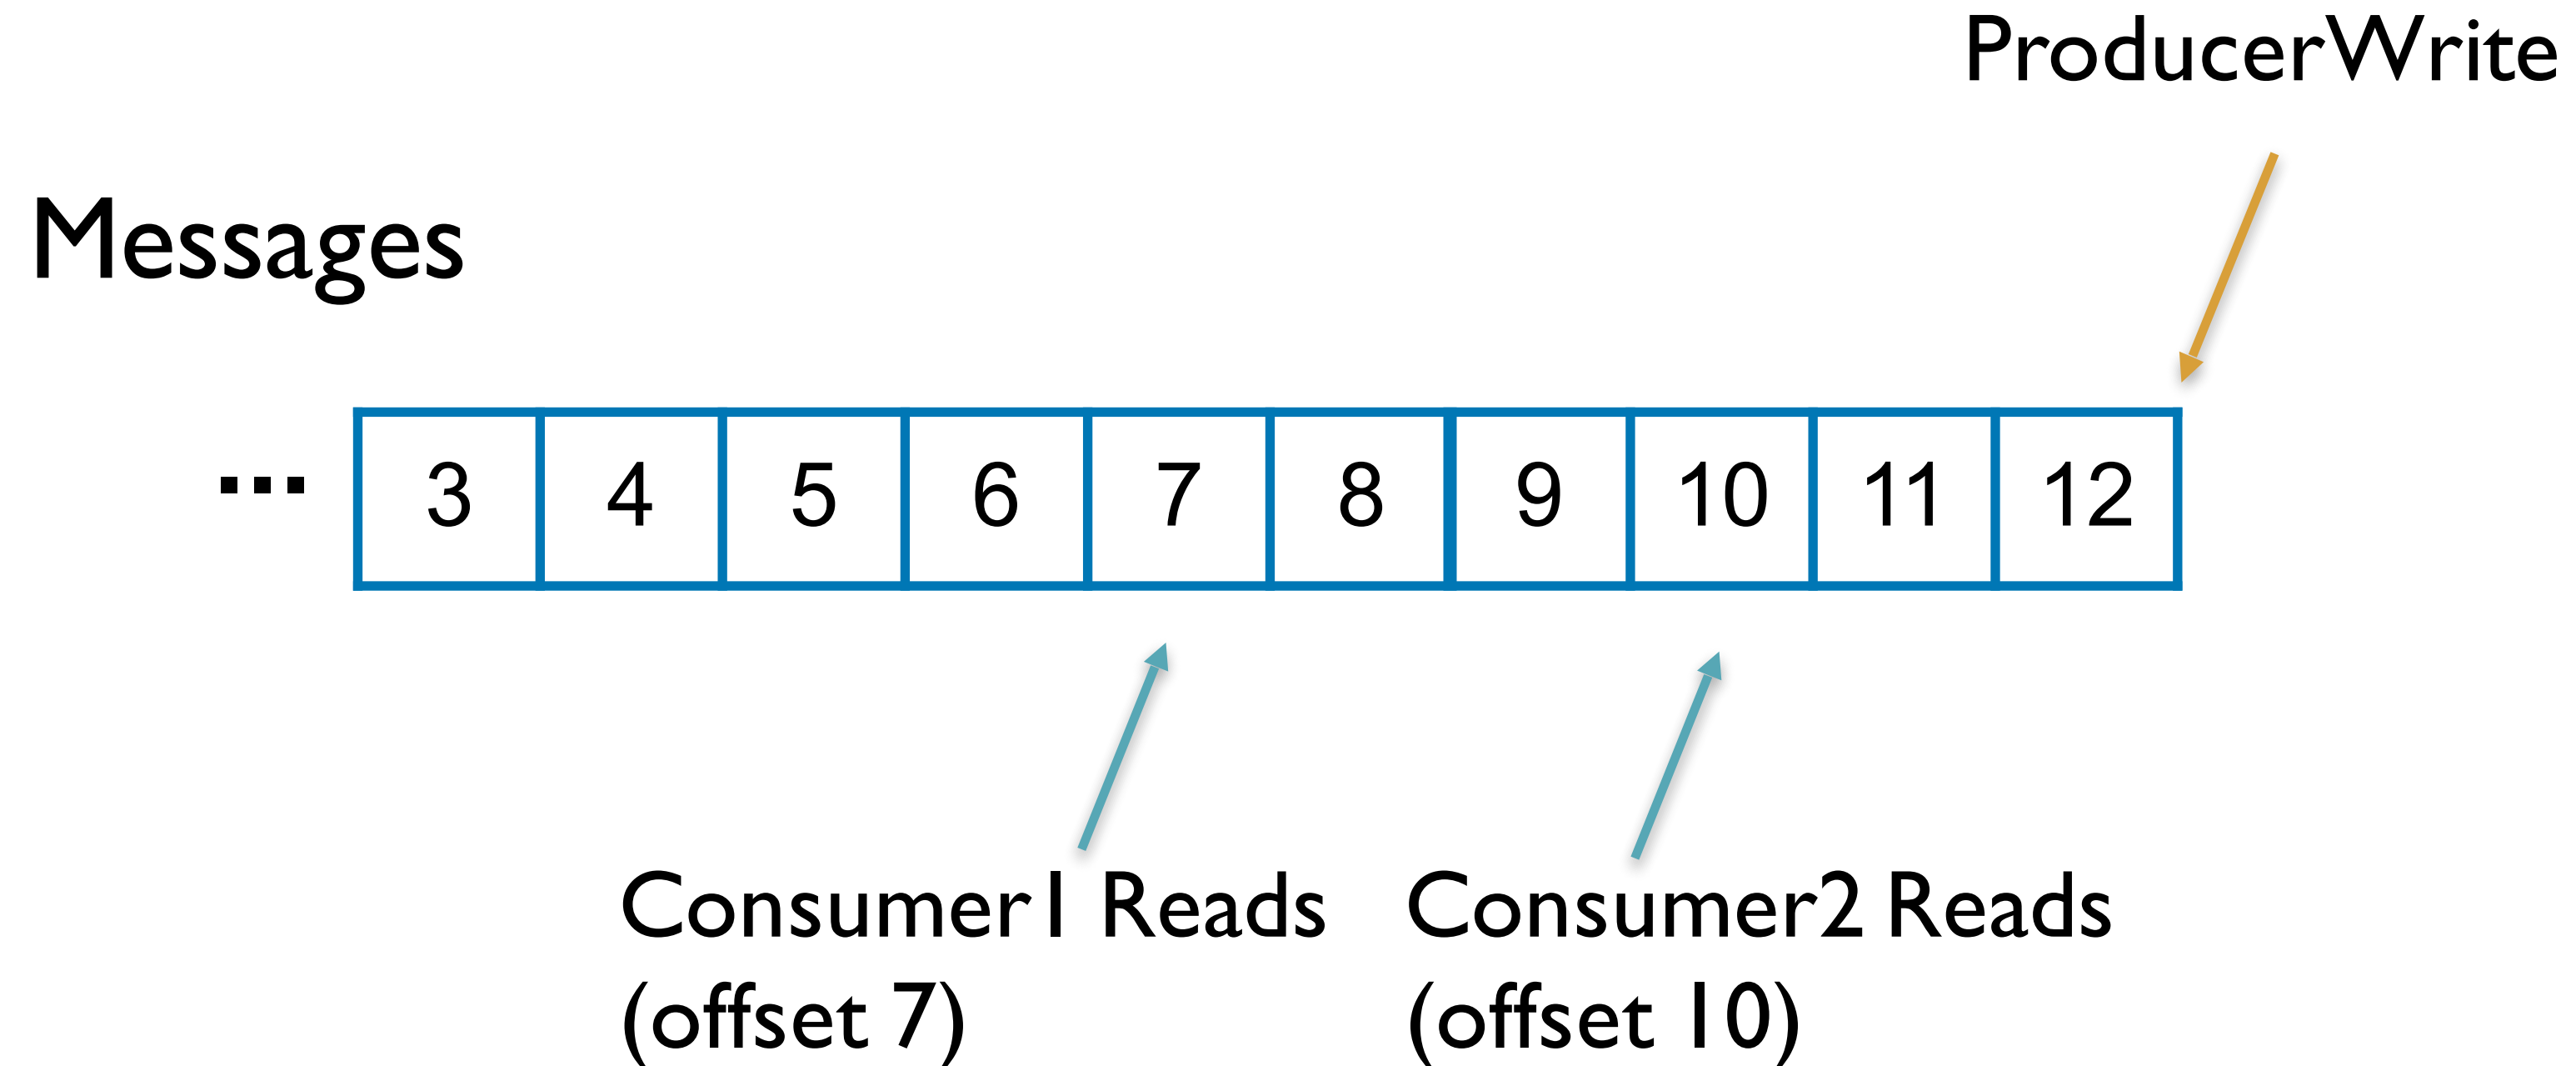 ProducerWrite
Messages
... 3 4 5 6 7 8 9 10 11 12
Consumer1 Reads
(offset 7)
Consumer2 Reads
(offset 10)